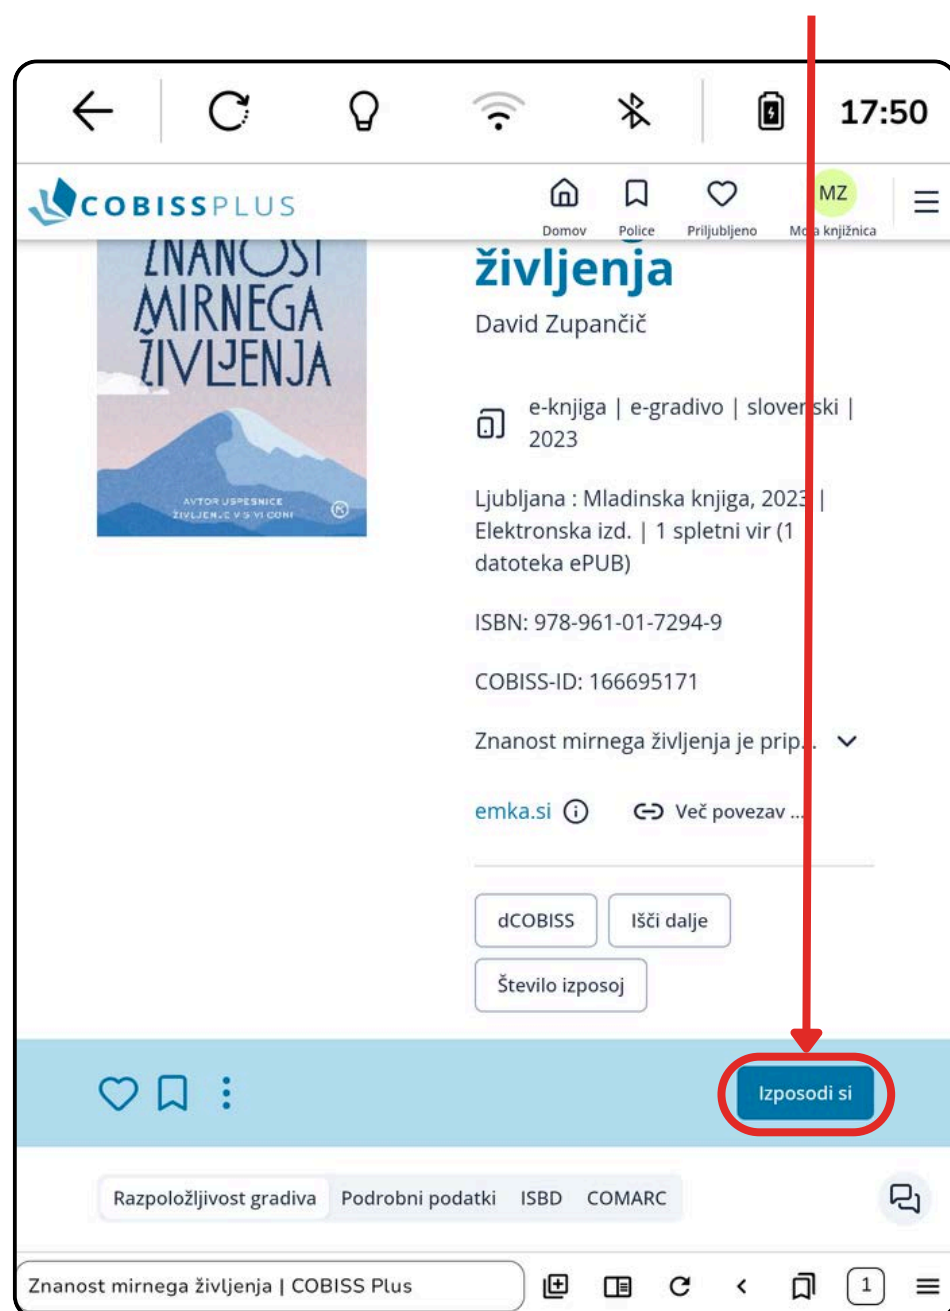 17:50
COBISSPLUS
Domov
Police
Priljubljeno
MZ
Moja knjižnica
ZNANOST
MIRNEGA
ŽIVLJENJA
AVTOR USPEŠNICE
ŽIVLJENJE V SIVI CONI
življenja
David Zupančič
e-knjiga | e-gradivo | slovenski |
2023
Ljubljana : Mladinska knjiga, 2023 |
Elektronska izd. | 1 spletni vir (1
datoteka ePUB)
ISBN: 978-961-01-7294-9
COBISS-ID: 166695171
Znanost mirnega življenja je prip...
emka.si
Več povezav ...
dCOBISS
Išči dalje
Število izposoj
Izposodi si
Razpoložljivost gradiva
Podrobni podatki
ISBD
COMARC
Znanost mirnega življenja | COBISS Plus
1